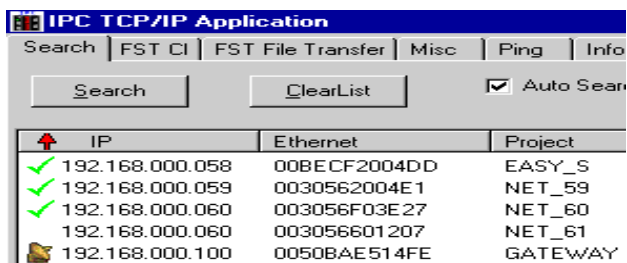 IPC TCP/IP Application
Search FST CI FST File Transfer Misc Ping Info
Search ClearList Auto Sear
IP Ethernet Project
192.168.000.058 00BECF2004DD EASY_S
192.168.000.059 0030562004E1 NET_59
192.168.000.060 003056F03E27 NET_60
192.168.000.060 003056601207 NET_61
192.168.000.100 0050BAE514FE GATEWAY